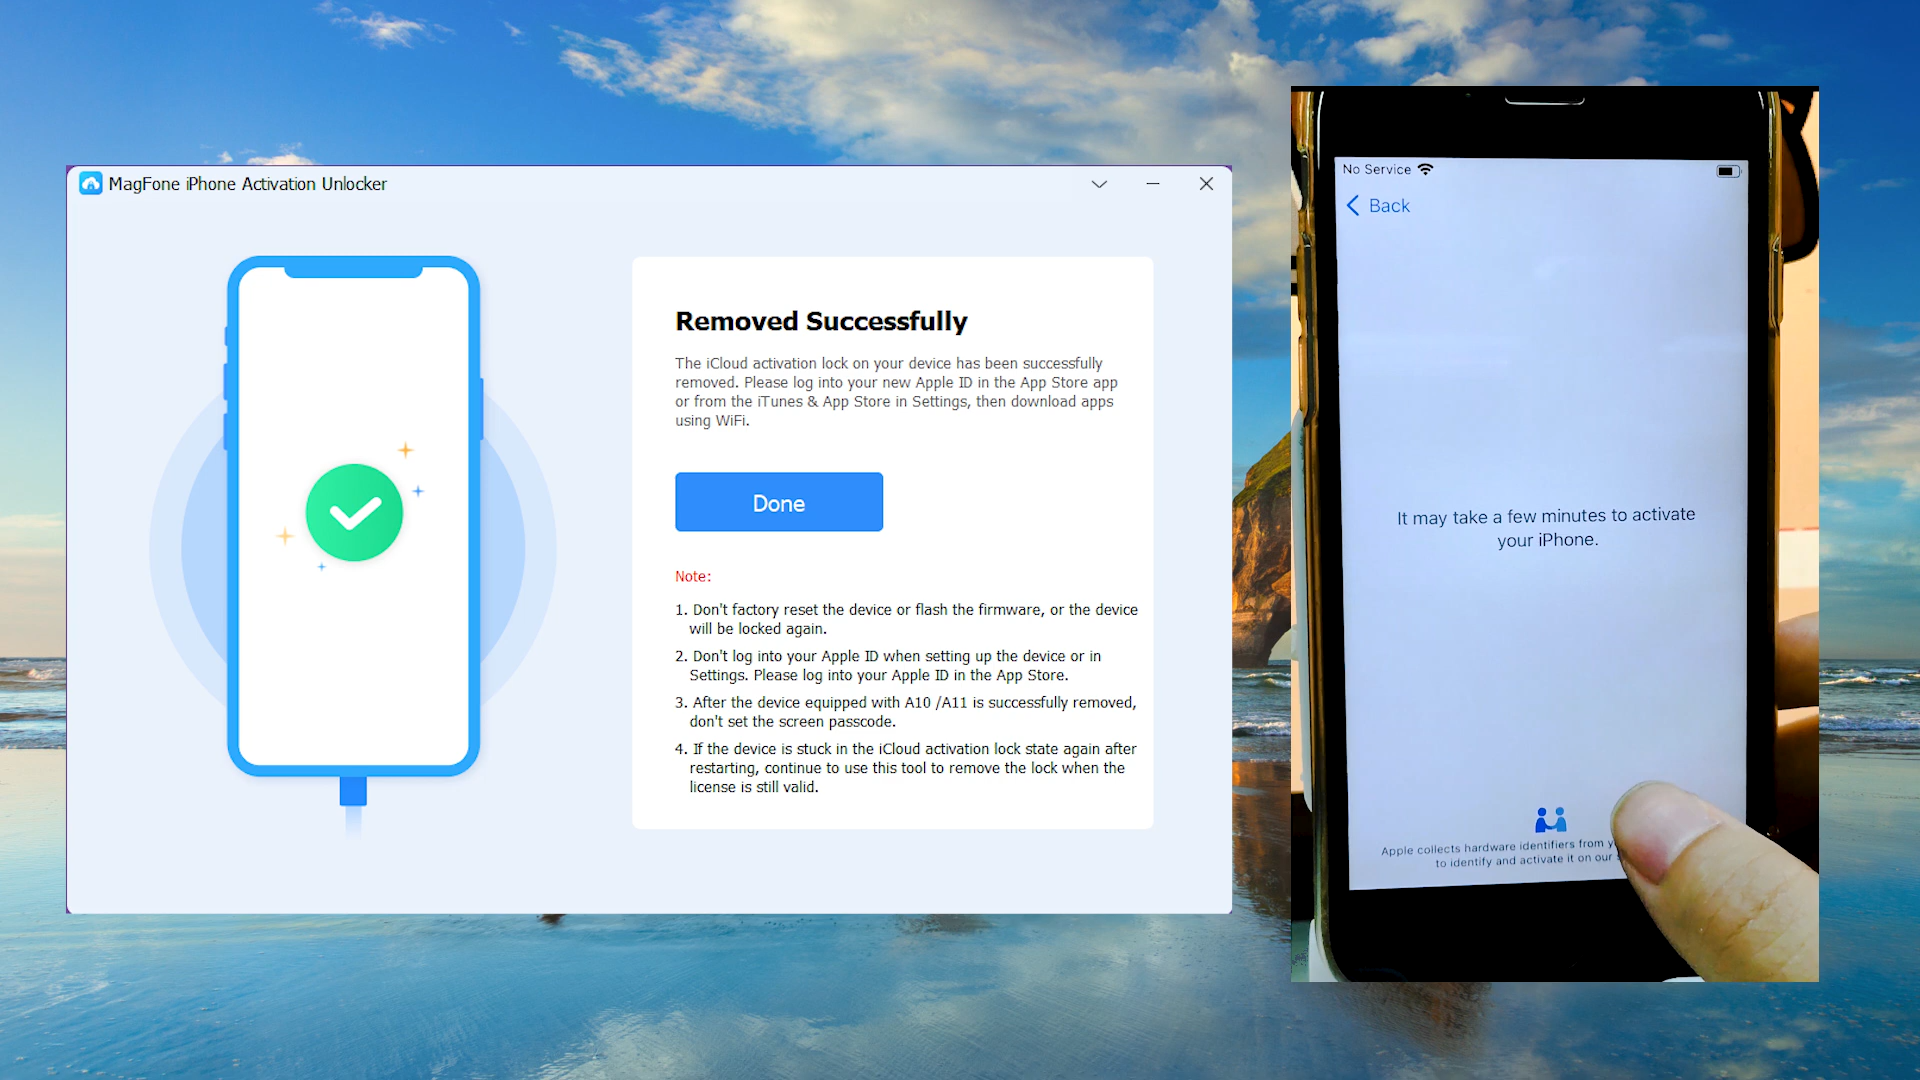 MagFone iPhone Activation Unlocker
Removed Successfully
The iCloud activation lock on your device has been successfully
removed. Please log into your new Apple ID in the App Store app
or from the iTunes & App Store in Settings, then download apps
using WiFi.
Done
Note:
1. Don't factory reset the device or flash the firmware, or the device
will be locked again.
2. Don't log into your Apple ID when setting up the device or in
Settings. Please log into your Apple ID in the App Store.
3. After the device equipped with A10 /A11 is successfully removed,
don't set the screen passcode.
4. If the device is stuck in the iCloud activation lock state again after
restarting, continue to use this tool to remove the lock when the
license is still valid.
No Service
Back
It may take a few minutes to activate
your iPhone.
Apple collects hardware identifiers from
to identify and activate it on our